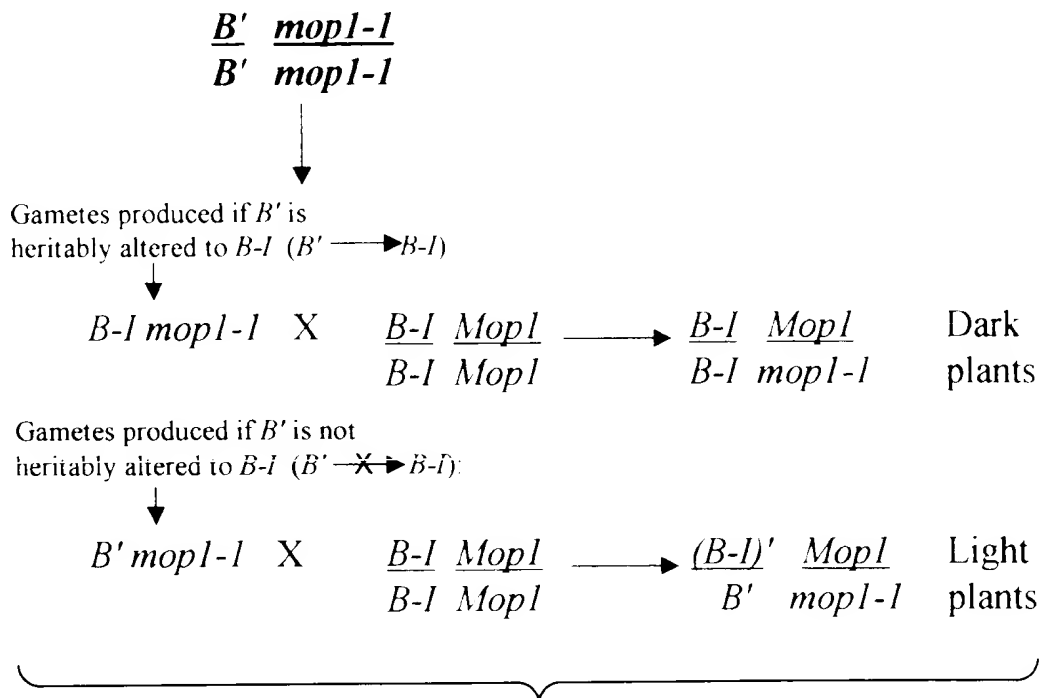 B' mop1-1
B' mop1-1
Gametes produced if B' is
heritably altered to B-I (B' → B-I)
B-I mop1-1 X B-I Mop1 → B-I Mop1 Dark
B-I Mop1 B-I mop1-1 plants
Gametes produced if B' is not
heritably altered to B-I (B' –X→ B-I):
B' mop1-1 X B-I Mop1 → (B-I)' Mop1 Light
B-I Mop1 B' mop1-1 plants